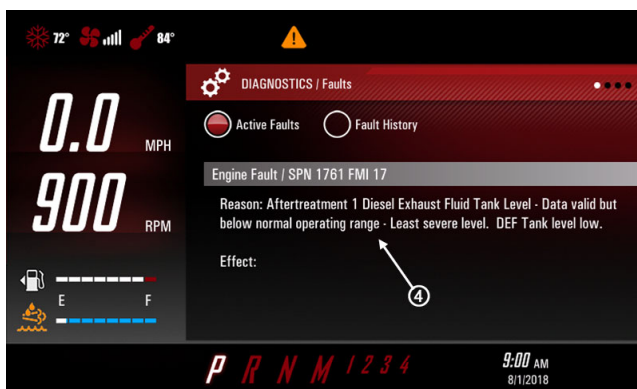 72° 84°
DIAGNOSTICS / Faults
Active Faults Fault History
0.0 MPH
Engine Fault / SPN 1761 FMI 17
Reason: Aftertreatment 1 Diesel Exhaust Fluid Tank Level - Data valid but
below normal operating range - Least severe level. DEF Tank level low.
900 RPM
Effect:
E F
4
P R N M 1 2 3 4
9:00 AM
8/1/2018